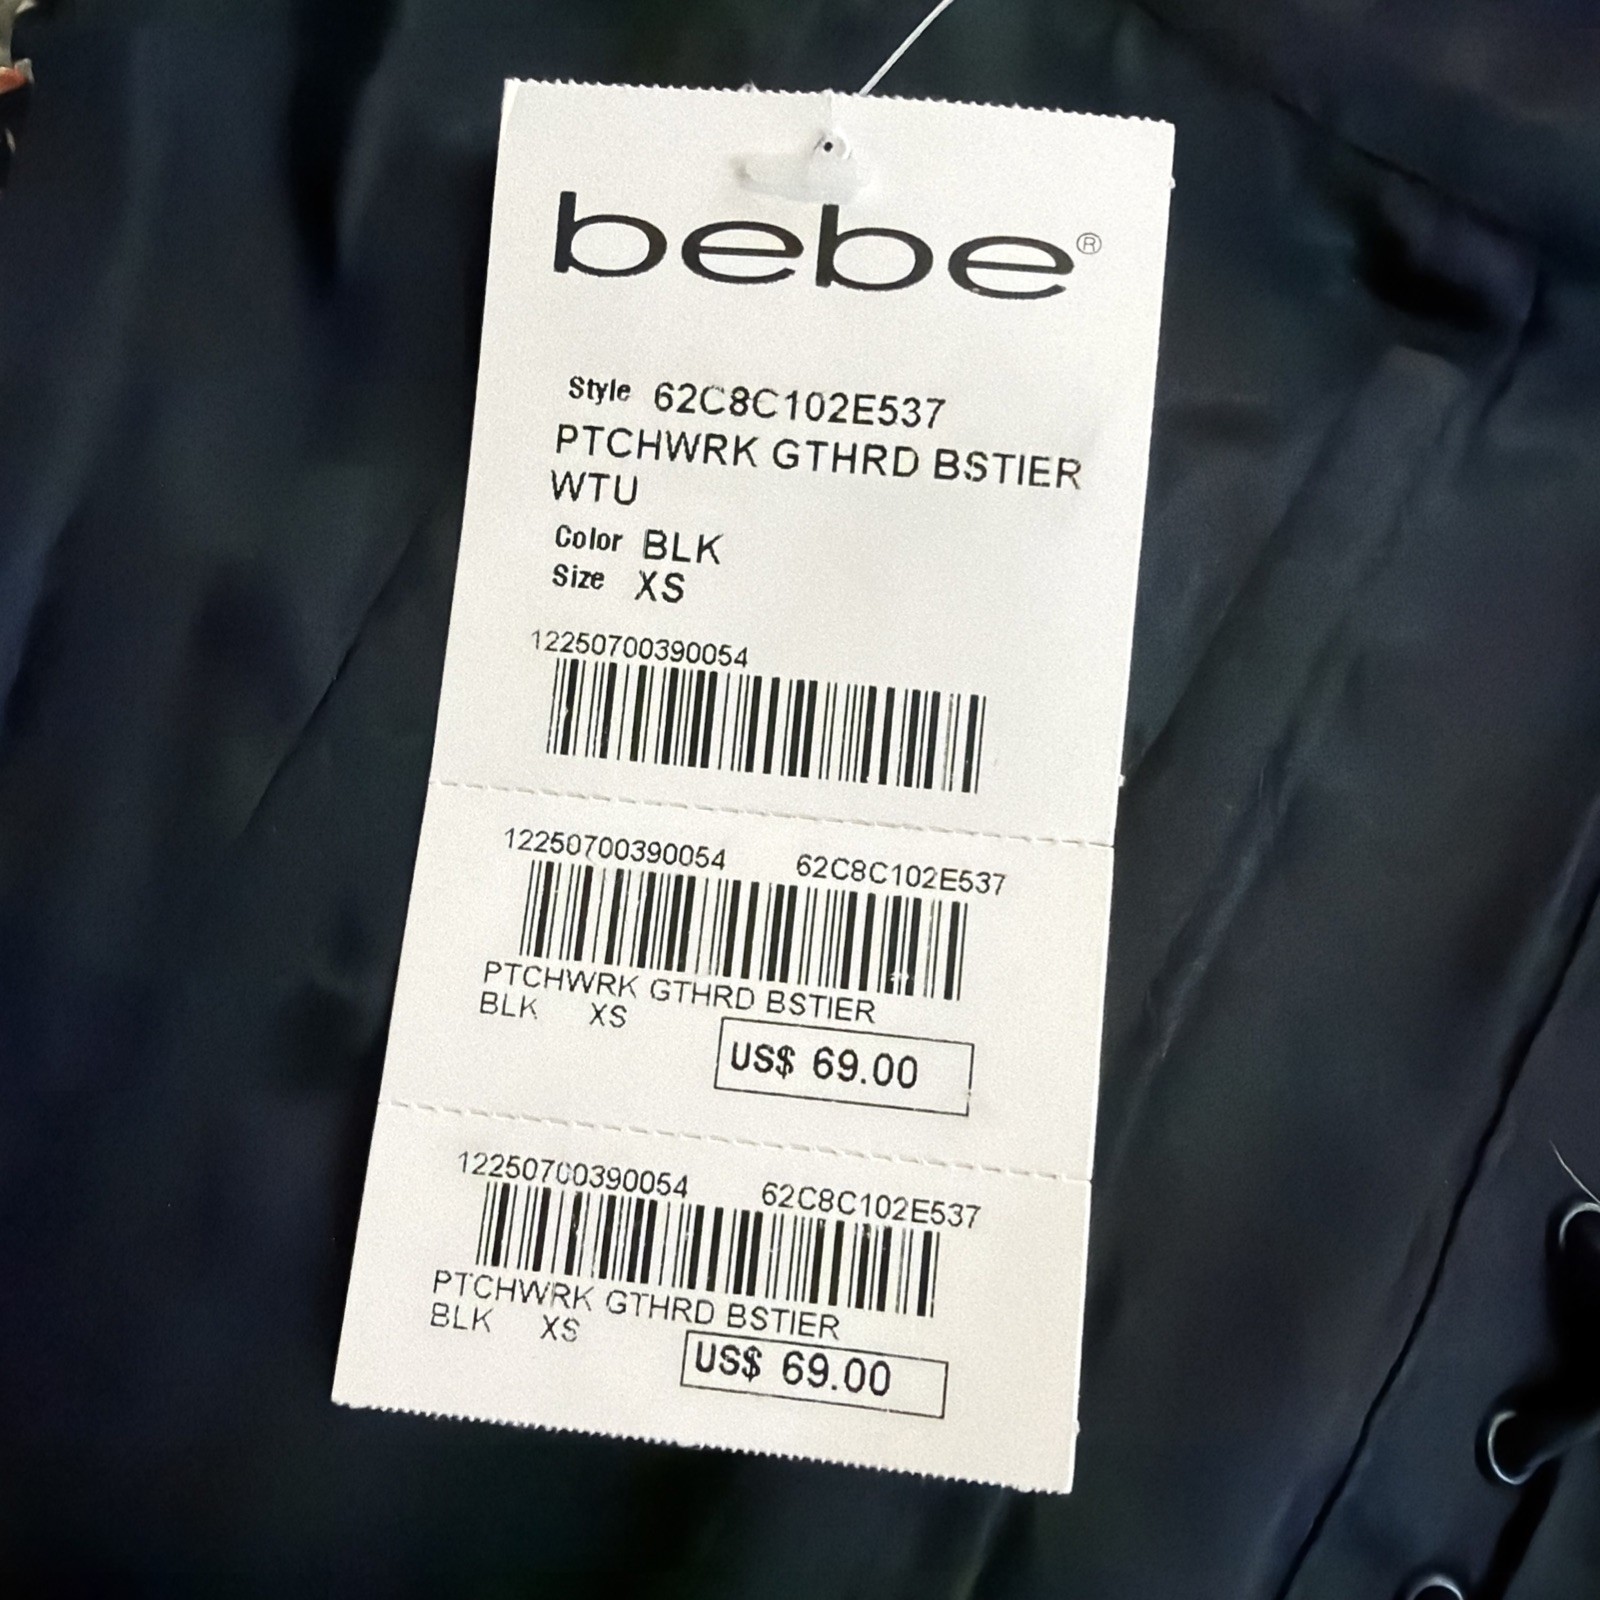 bebe®
Style 62C8C102E537
PTCHWRK GTHRD BSTIER
WTU
Color BLK
Size XS
12250700390054
12250700390054 62C8C102E537
PTCHWRK GTHRD BSTIER
BLK XS
US$ 69.00
12250700390054 62C8C102E537
PTCHWRK GTHRD BSTIER
BLK XS
US$ 69.00